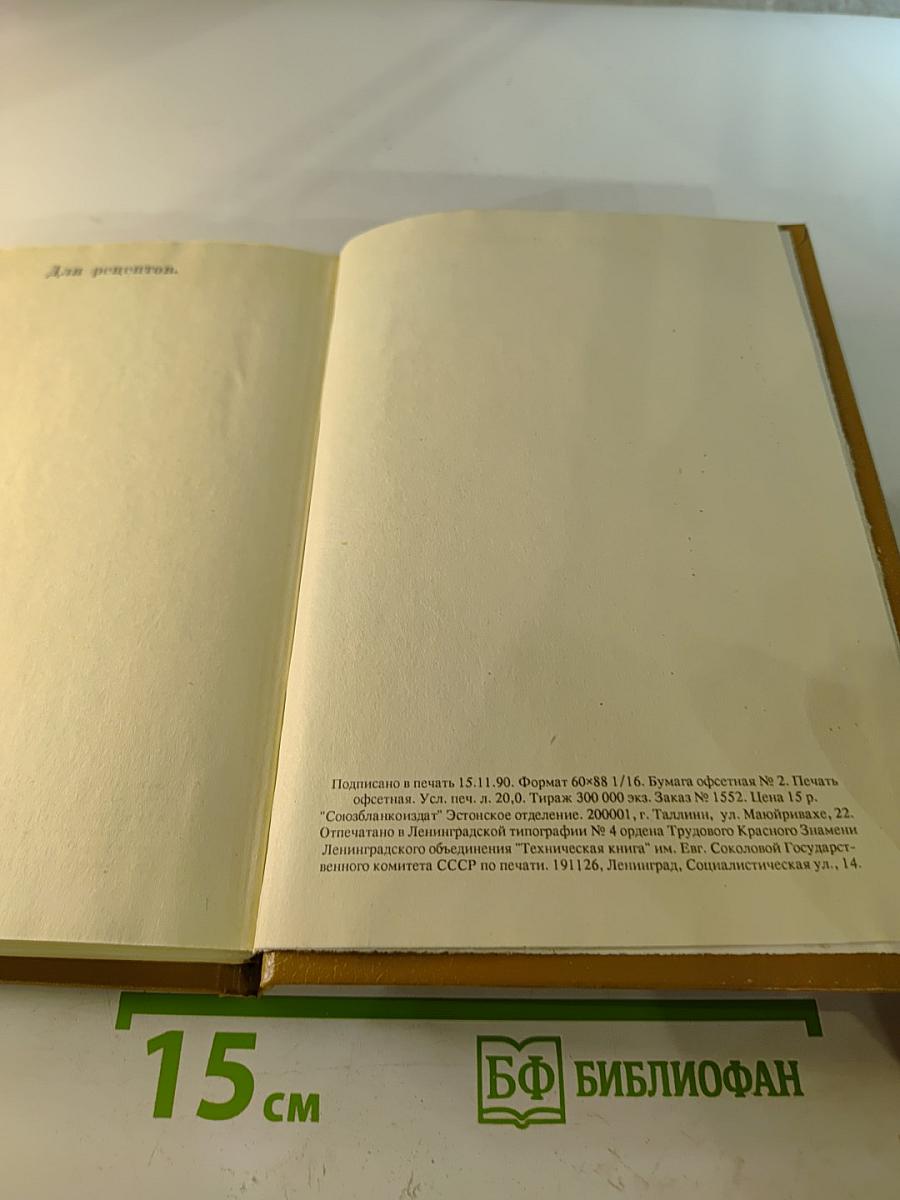 Для рецептов.
Подписано в печать 15.11.90. Формат 60×88 1/16. Бумага офсетная № 2. Печать
офсетная. Усл. печ. л. 20,0. Тираж 300 000 экз. Заказ № 1552. Цена 15 р.
"Союзбланкоиздат" Эстонское отделение. 200001, г. Таллинн, ул. Маюйривахе, 22.
Отпечатано в Ленинградской типографии № 4 ордена Трудового Красного Знамени
Ленинградского объединения "Техническая книга" им. Евг. Соколовой Государст-
венного комитета СССР по печати. 191126, Ленинград, Социалистическая ул., 14.
15 см
БФ БИБЛИОФАН